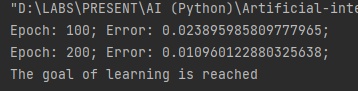 "D:\LABS\PRESENT\AI (Python)\Artificial-inte
Epoch: 100; Error: 0.023895985809777965;
Epoch: 200; Error: 0.010960122880325638;
The goal of learning is reached